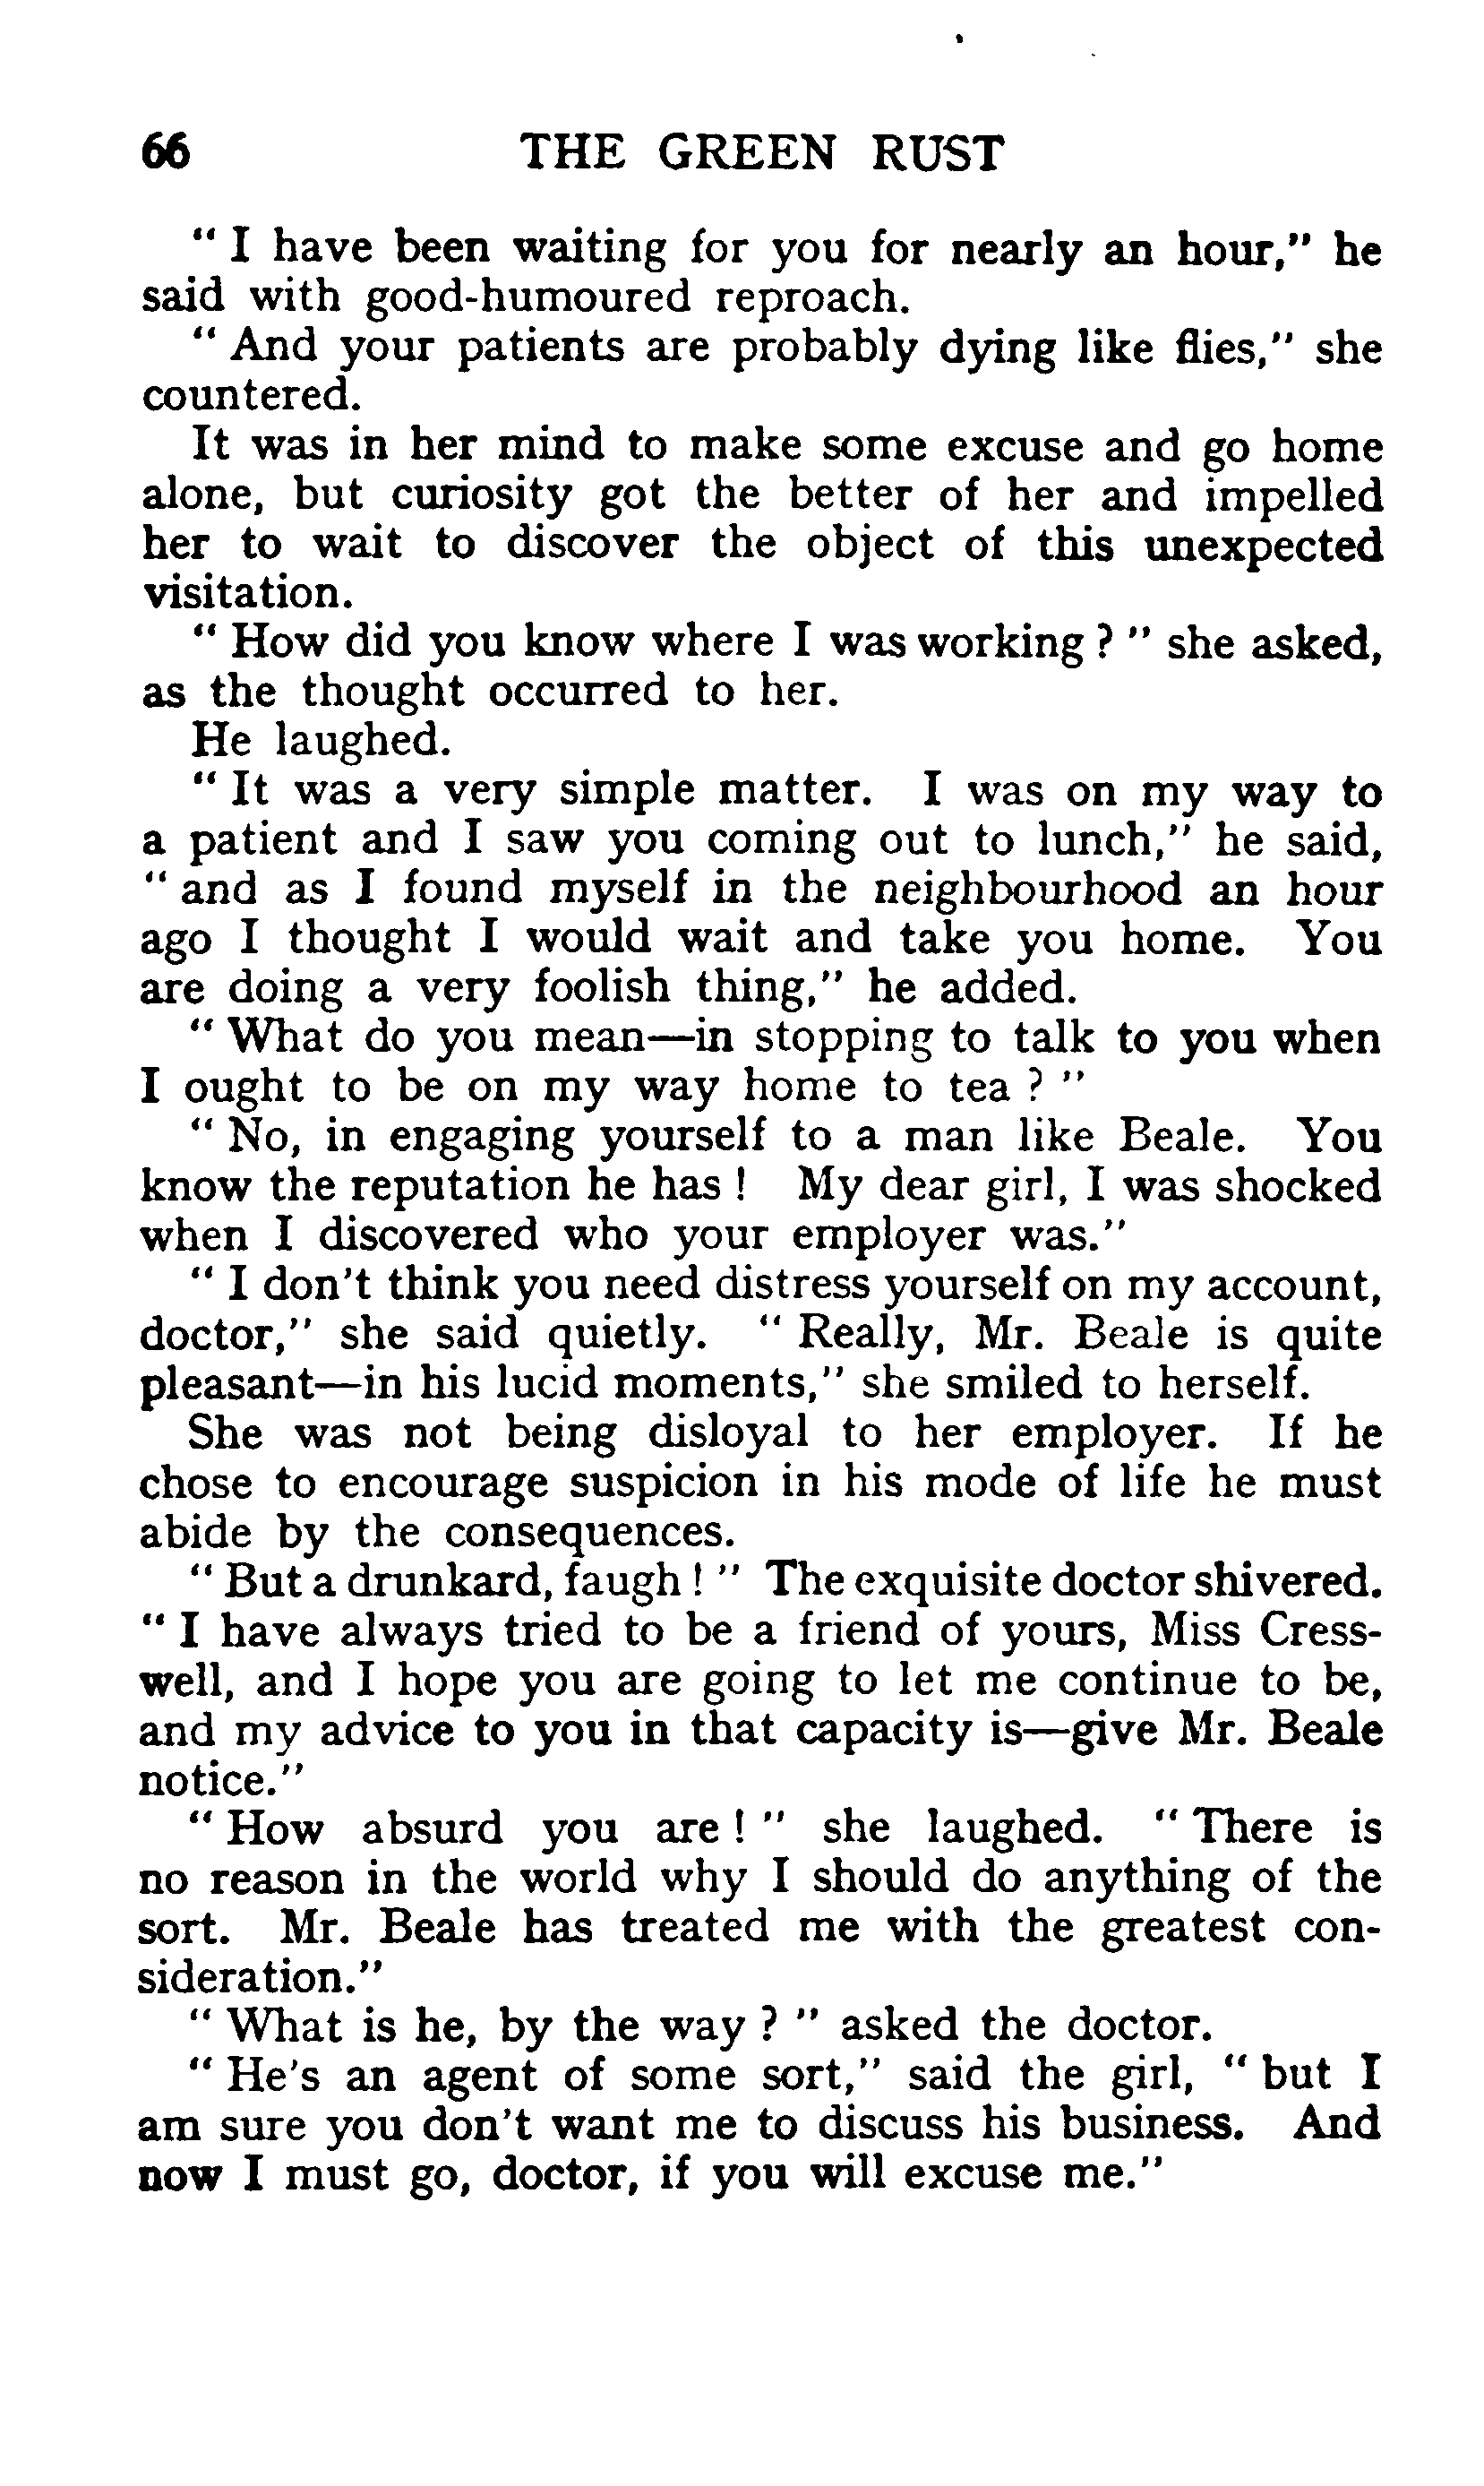 66 THE GREEN RUST
" I have been waiting for you for nearly an hour," he
said with good-humoured reproach.
" And your patients are probably dying like flies," she
countered.
It was in her mind to make some excuse and go home
alone, but curiosity got the better of her and impelled
her to wait to discover the object of this unexpected
visitation.
" How did you know where I was working ? " she asked,
as the thought occurred to her.
He laughed.
" It was a very simple matter. I was on my way to
a patient and I saw you coming out to lunch," he said,
" and as I found myself in the neighbourhood an hour
ago I thought I would wait and take you home. You
are doing a very foolish thing," he added.
" What do you mean—in stopping to talk to you when
I ought to be on my way home to tea ? "
" No, in engaging yourself to a man like Beale. You
know the reputation he has ! My dear girl, I was shocked
when I discovered who your employer was."
" I don't think you need distress yourself on my account,
doctor," she said quietly. " Really, Mr. Beale is quite
pleasant—in his lucid moments," she smiled to herself.
She was not being disloyal to her employer. If he
chose to encourage suspicion in his mode of life he must
abide by the consequences.
" But a drunkard, faugh ! " The exquisite doctor shivered.
" I have always tried to be a friend of yours, Miss Cress-
well, and I hope you are going to let me continue to be,
and my advice to you in that capacity is—give Mr. Beale
notice."
" How absurd you are ! " she laughed. " There is
no reason in the world why I should do anything of the
sort. Mr. Beale has treated me with the greatest con-
sideration."
" What is he, by the way ? " asked the doctor.
" He's an agent of some sort," said the girl, " but I
am sure you don't want me to discuss his business. And
now I must go, doctor, if you will excuse me."